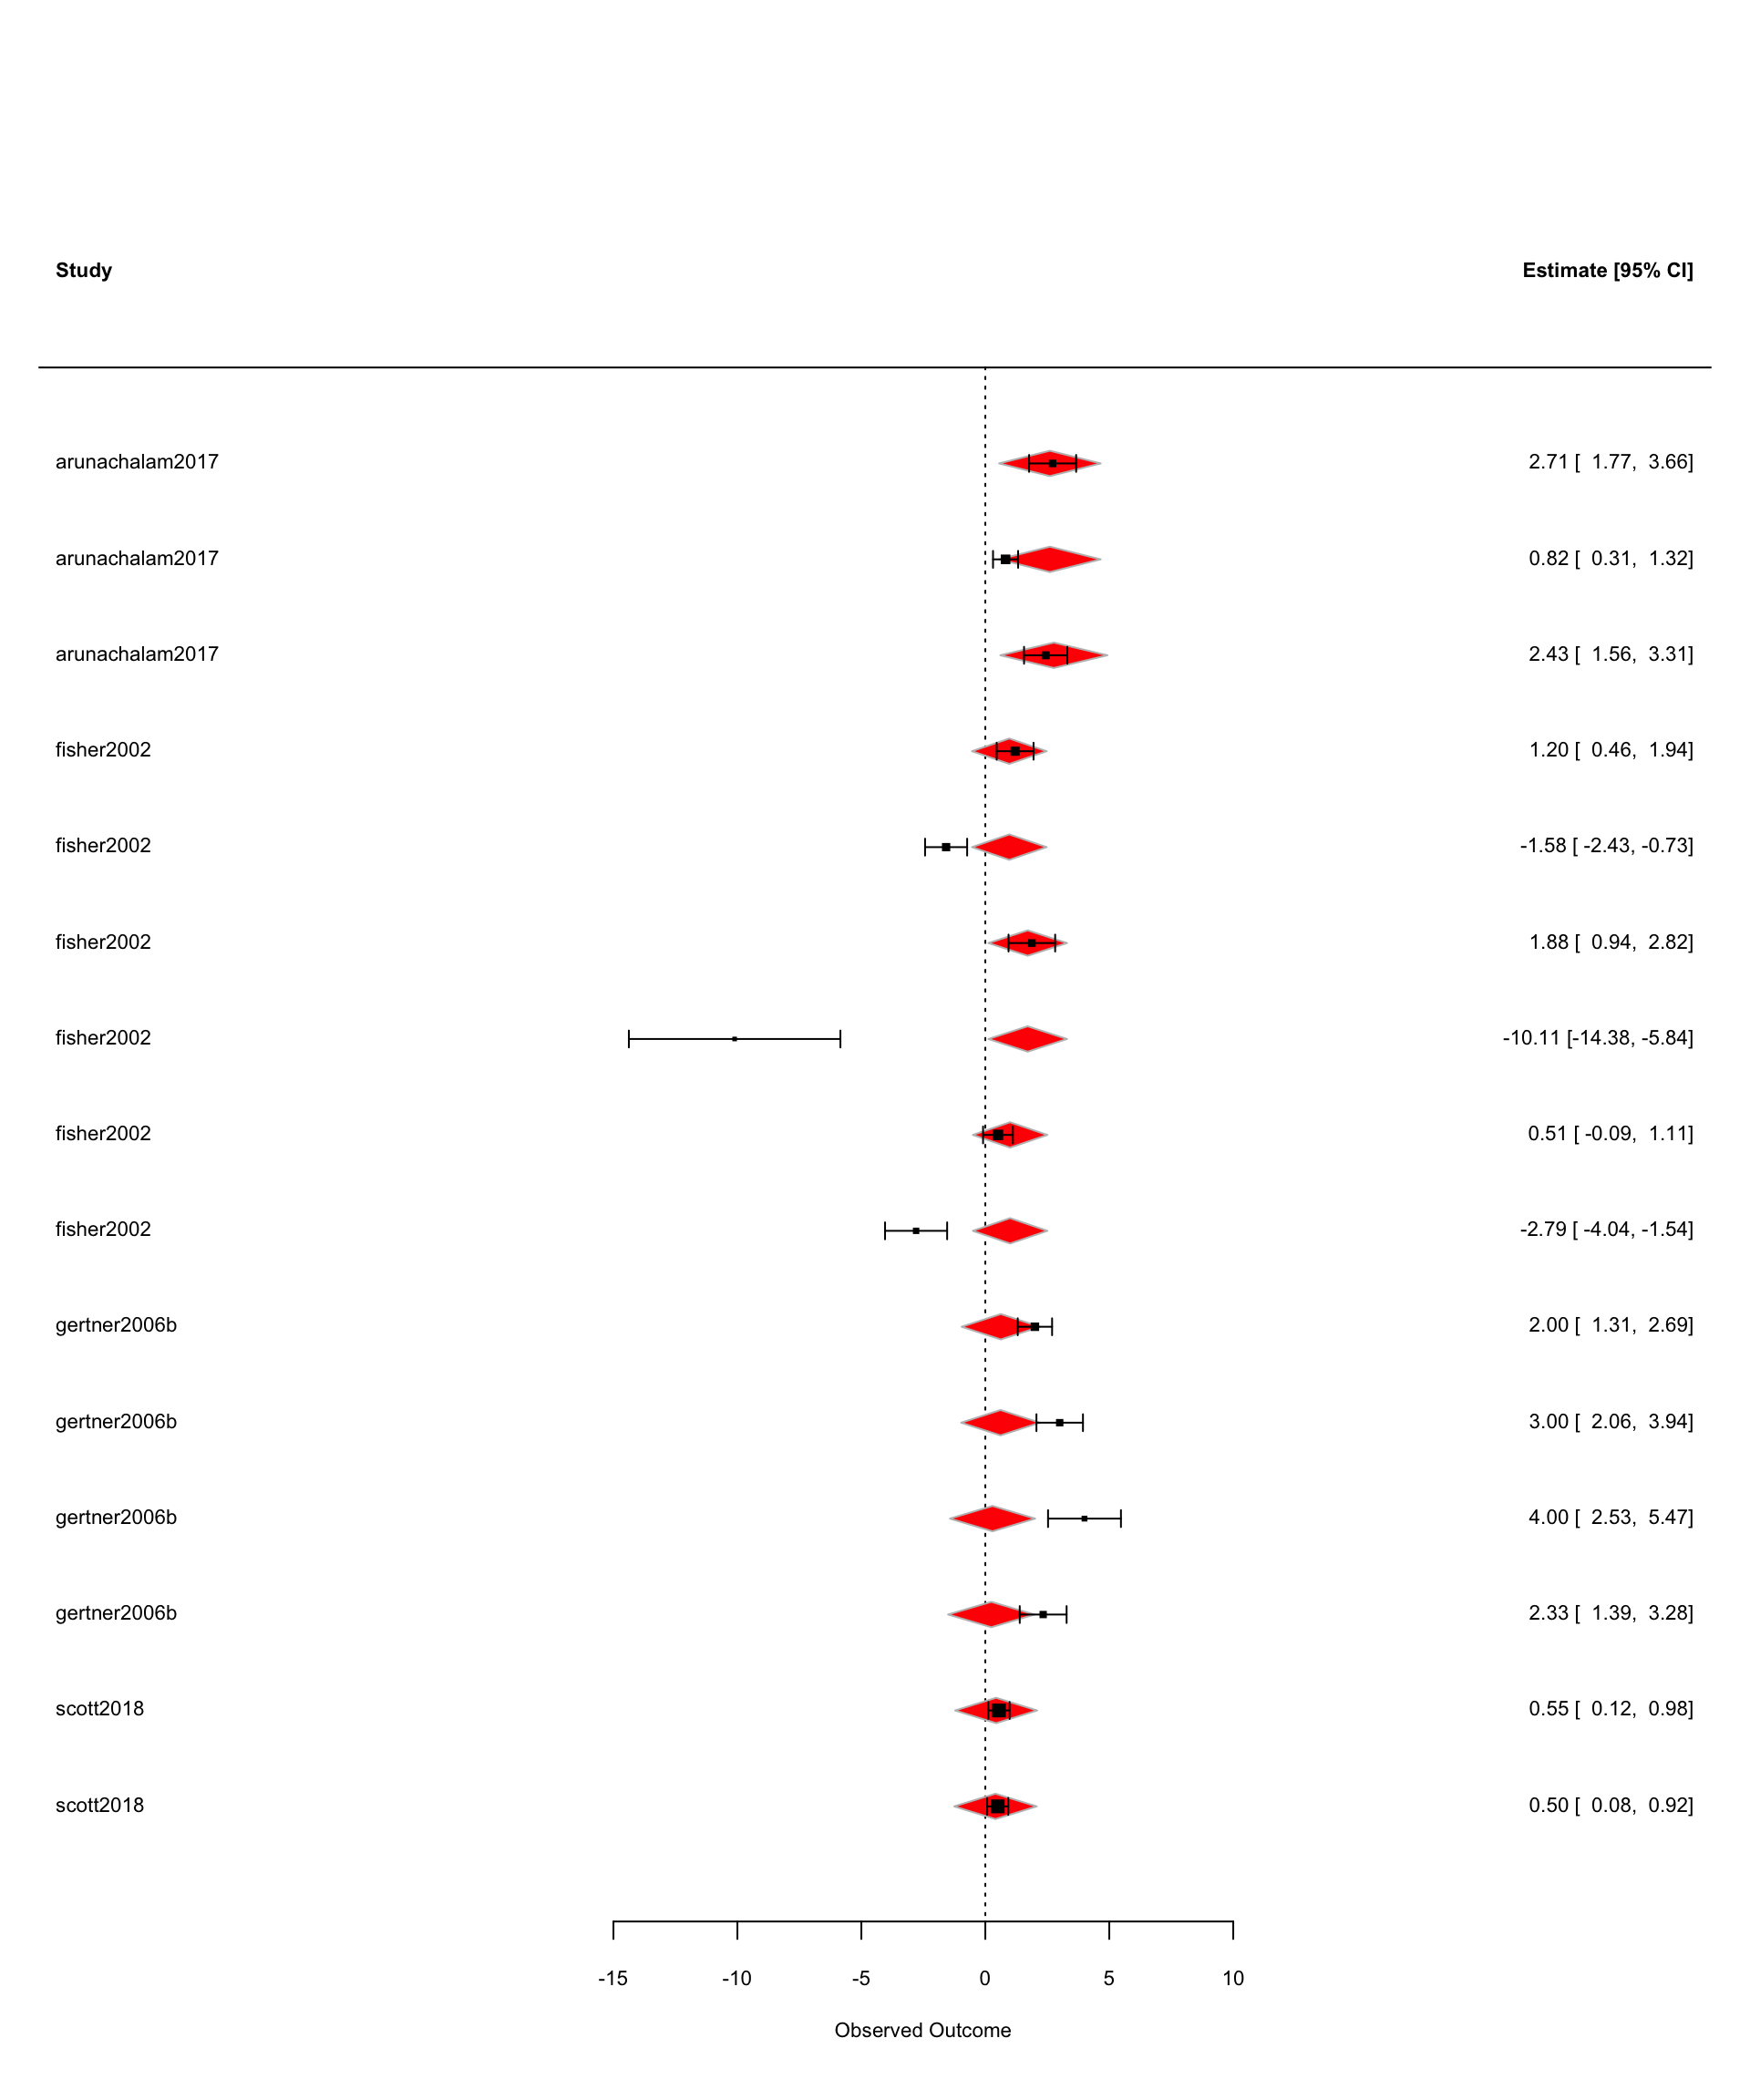 Study Estimate [95% CI]
arunachalam2017 2.71 [ 1.77, 3.66]
arunachalam2017 0.82 [ 0.31, 1.32]
arunachalam2017 2.43 [ 1.56, 3.31]
fisher2002 1.20 [ 0.46, 1.94]
fisher2002 -1.58 [ -2.43, -0.73]
fisher2002 1.88 [ 0.94, 2.82]
fisher2002 -10.11 [-14.38, -5.84]
fisher2002 0.51 [ -0.09, 1.11]
fisher2002 -2.79 [ -4.04, -1.54]
gertner2006b 2.00 [ 1.31, 2.69]
gertner2006b 3.00 [ 2.06, 3.94]
gertner2006b 4.00 [ 2.53, 5.47]
gertner2006b 2.33 [ 1.39, 3.28]
scott2018 0.55 [ 0.12, 0.98]
scott2018 0.50 [ 0.08, 0.92]
-15 -10 -5 0 5 10
Observed Outcome